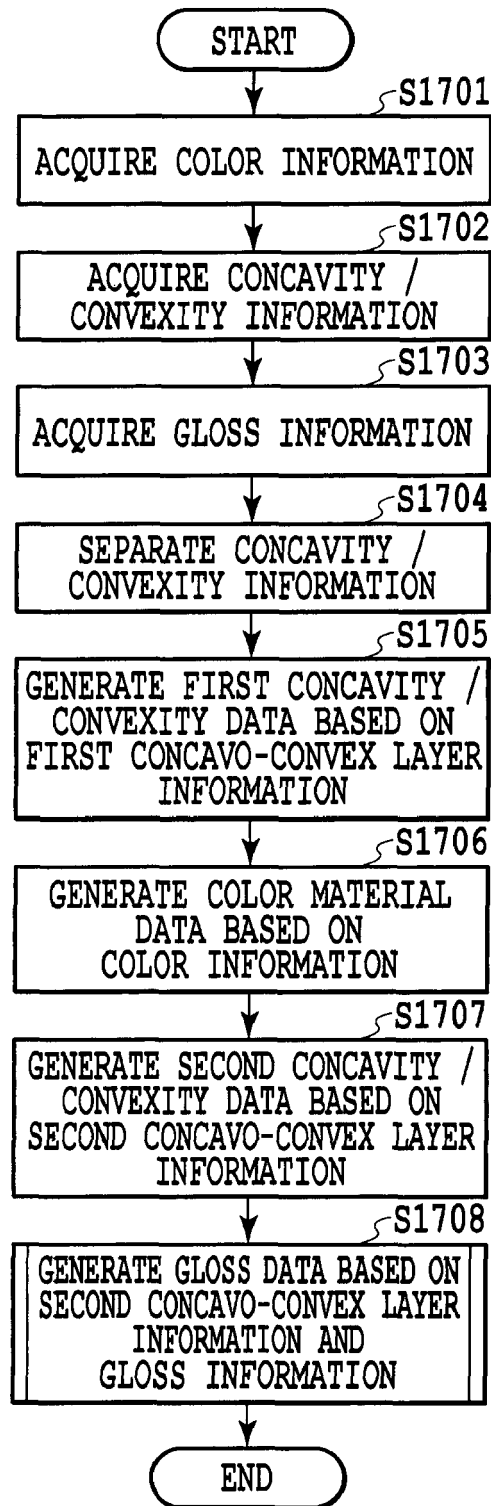 START
S1701
ACQUIRE COLOR INFORMATION
S1702
ACQUIRE CONCAVITY /
CONVEXITY INFORMATION
S1703
ACQUIRE GLOSS INFORMATION
S1704
SEPARATE CONCAVITY /
CONVEXITY INFORMATION
S1705
GENERATE FIRST CONCAVITY /
CONVEXITY DATA BASED ON
FIRST CONCAVO-CONVEX LAYER
INFORMATION
S1706
GENERATE COLOR MATERIAL
DATA BASED ON
COLOR INFORMATION
S1707
GENERATE SECOND CONCAVITY /
CONVEXITY DATA BASED ON
SECOND CONCAVO-CONVEX LAYER
INFORMATION
S1708
GENERATE GLOSS DATA BASED ON
SECOND CONCAVO-CONVEX LAYER
INFORMATION AND
GLOSS INFORMATION
END